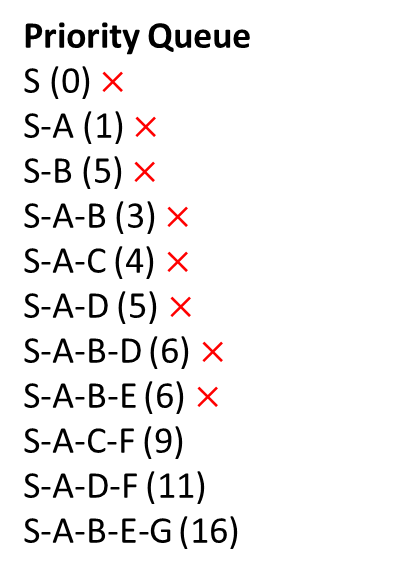 Priority Queue
S (0) ×
S-A (1) ×
S-B (5) ×
S-A-B (3) ×
S-A-C (4) ×
S-A-D (5) ×
S-A-B-D (6) ×
S-A-B-E (6) ×
S-A-C-F (9)
S-A-D-F (11)
S-A-B-E-G (16)